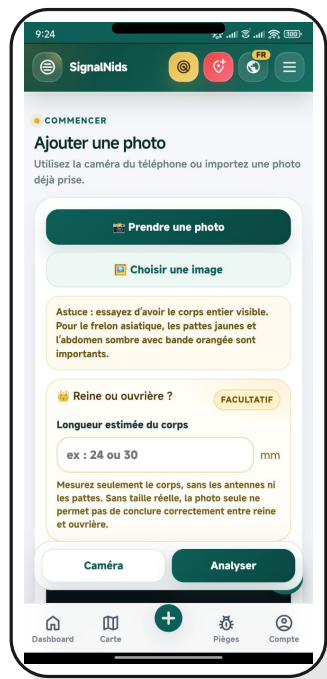 9:24
100
SignalNids
FR
COMMENCER
Ajouter une photo
Utilisez la caméra du téléphone ou importez une photo
déjà prise.
Prendre une photo
Choisir une image
Astuce : essayez d'avoir le corps entier visible.
Pour le frelon asiatique, les pattes jaunes et
l'abdomen sombre avec bande orangée sont
importants.
Reine ou ouvrière ?
FACULTATIF
Longueur estimée du corps
ex : 24 ou 30
mm
Mesurez seulement le corps, sans les antennes ni
les pattes. Sans taille réelle, la photo seule ne
permet pas de conclure correctement entre reine
et ouvrière.
Caméra
Analyser
Dashboard
Carte
Pièges
Compte